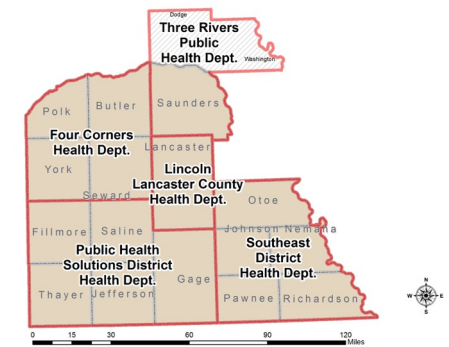 Dodge
Three Rivers
Public
Health Dept.
Washington
Polk
Butler
Saunders
Four Corners
Health Dept.
Lancaster
York
Seward
Lincoln
Lancaster County
Health Dept.
Otoe
Fillmore
Saline
Johnson
Nemaha
Public Health
Solutions District
Health Dept.
Gage
Southeast
District
Health Dept.
Thayer
Jefferson
Pawnee
Richardson
N
W
E
S
0 15 30 60 90 120
Miles